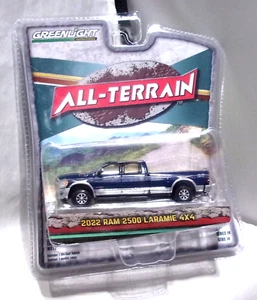 GREENLIGHT
ALL-TERRAIN
2022 RAM 2500 LARAMIE 4X4